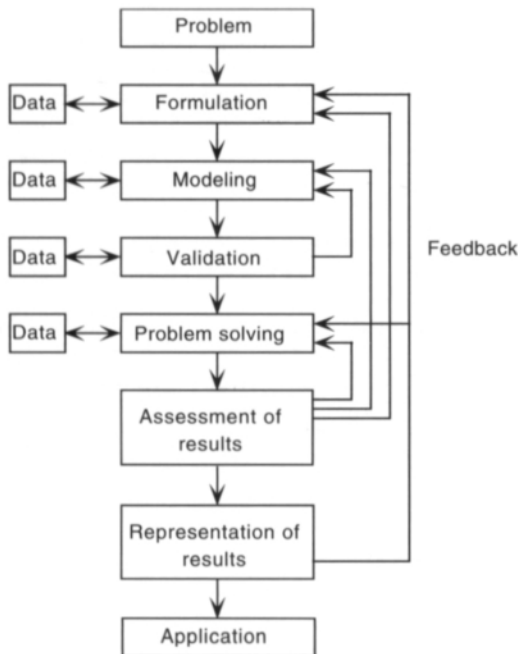 Problem
Data
Formulation
Data
Modeling
Feedback
Data
Validation
Data
Problem solving
Assessment of
results
Representation of
results
Application